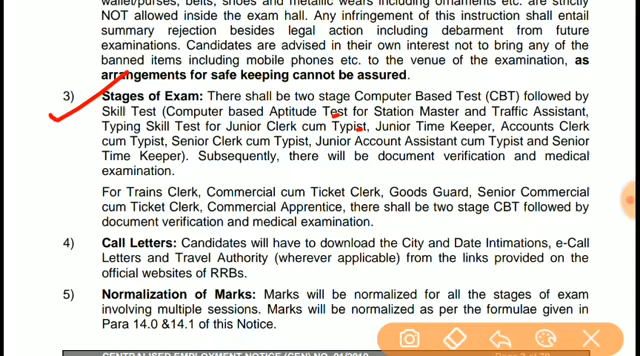 wallet/purses, belts, shoes and metallic wears including ornaments etc. are strictly
NOT allowed inside the exam hall. Any infringement of this instruction shall entail
summary rejection besides legal action including debarment from future
examinations. Candidates are advised in their own interest not to bring any of the
banned items including mobile phones etc. to the venue of the examination, as
arrangements for safe keeping cannot be assured.
3) Stages of Exam: There shall be two stage Computer Based Test (CBT) followed by
Skill Test (Computer based Aptitude Test for Station Master and Traffic Assistant,
Typing Skill Test for Junior Clerk cum Typist, Junior Time Keeper, Accounts Clerk
cum Typist, Senior Clerk cum Typist, Junior Account Assistant cum Typist and Senior
Time Keeper). Subsequently, there will be document verification and medical
examination.
For Trains Clerk, Commercial cum Ticket Clerk, Goods Guard, Senior Commercial
cum Ticket Clerk, Commercial Apprentice, there shall be two stage CBT followed by
document verification and medical examination.
4) Call Letters: Candidates will have to download the City and Date Intimations, e-Call
Letters and Travel Authority (wherever applicable) from the links provided on the
official websites of RRBs.
5) Normalization of Marks: Marks will be normalized for all the stages of exam
involving multiple sessions. Marks will be normalized as per the formulae given in
Para 14.0 &14.1 of this Notice.
CENTRALISED EMPLOYMENT NOTICE (CEN) NO. 01/2019